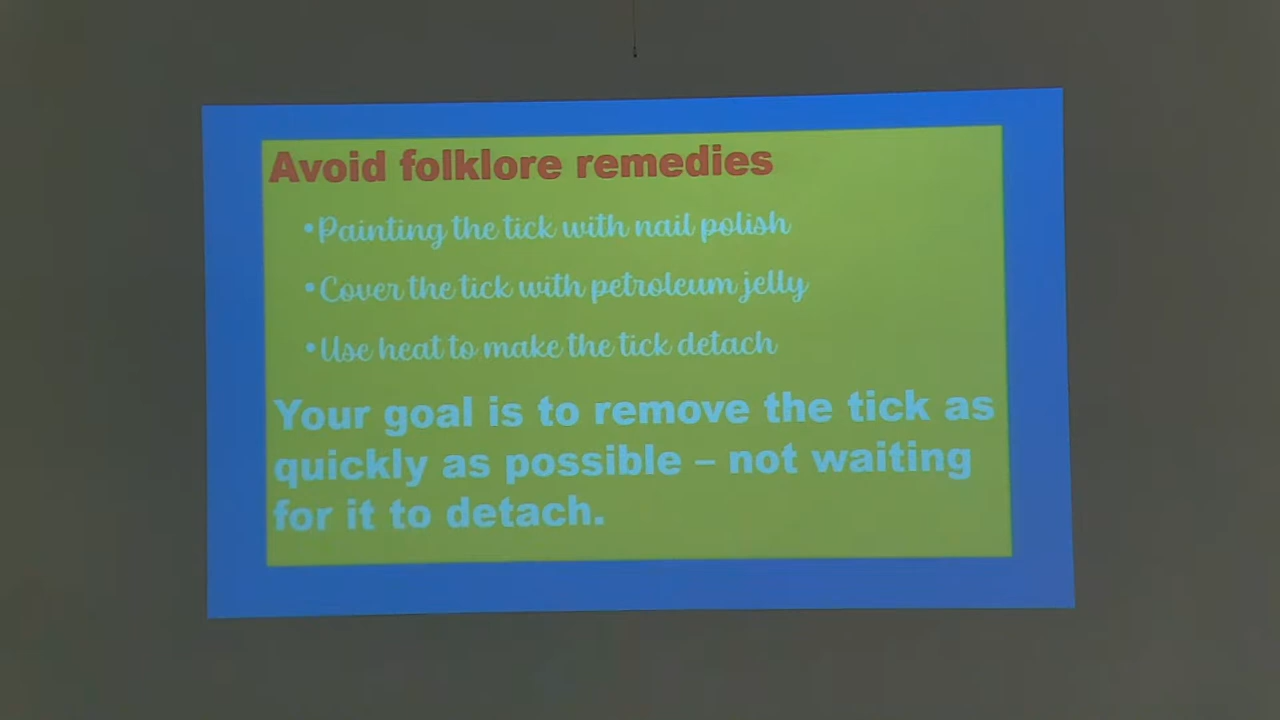 Avoid folklore remedies
•Painting the tick with nail polish
•Cover the tick with petroleum jelly
•Use heat to make the tick detach
Your goal is to remove the tick as
quickly as possible – not waiting
for it to detach.